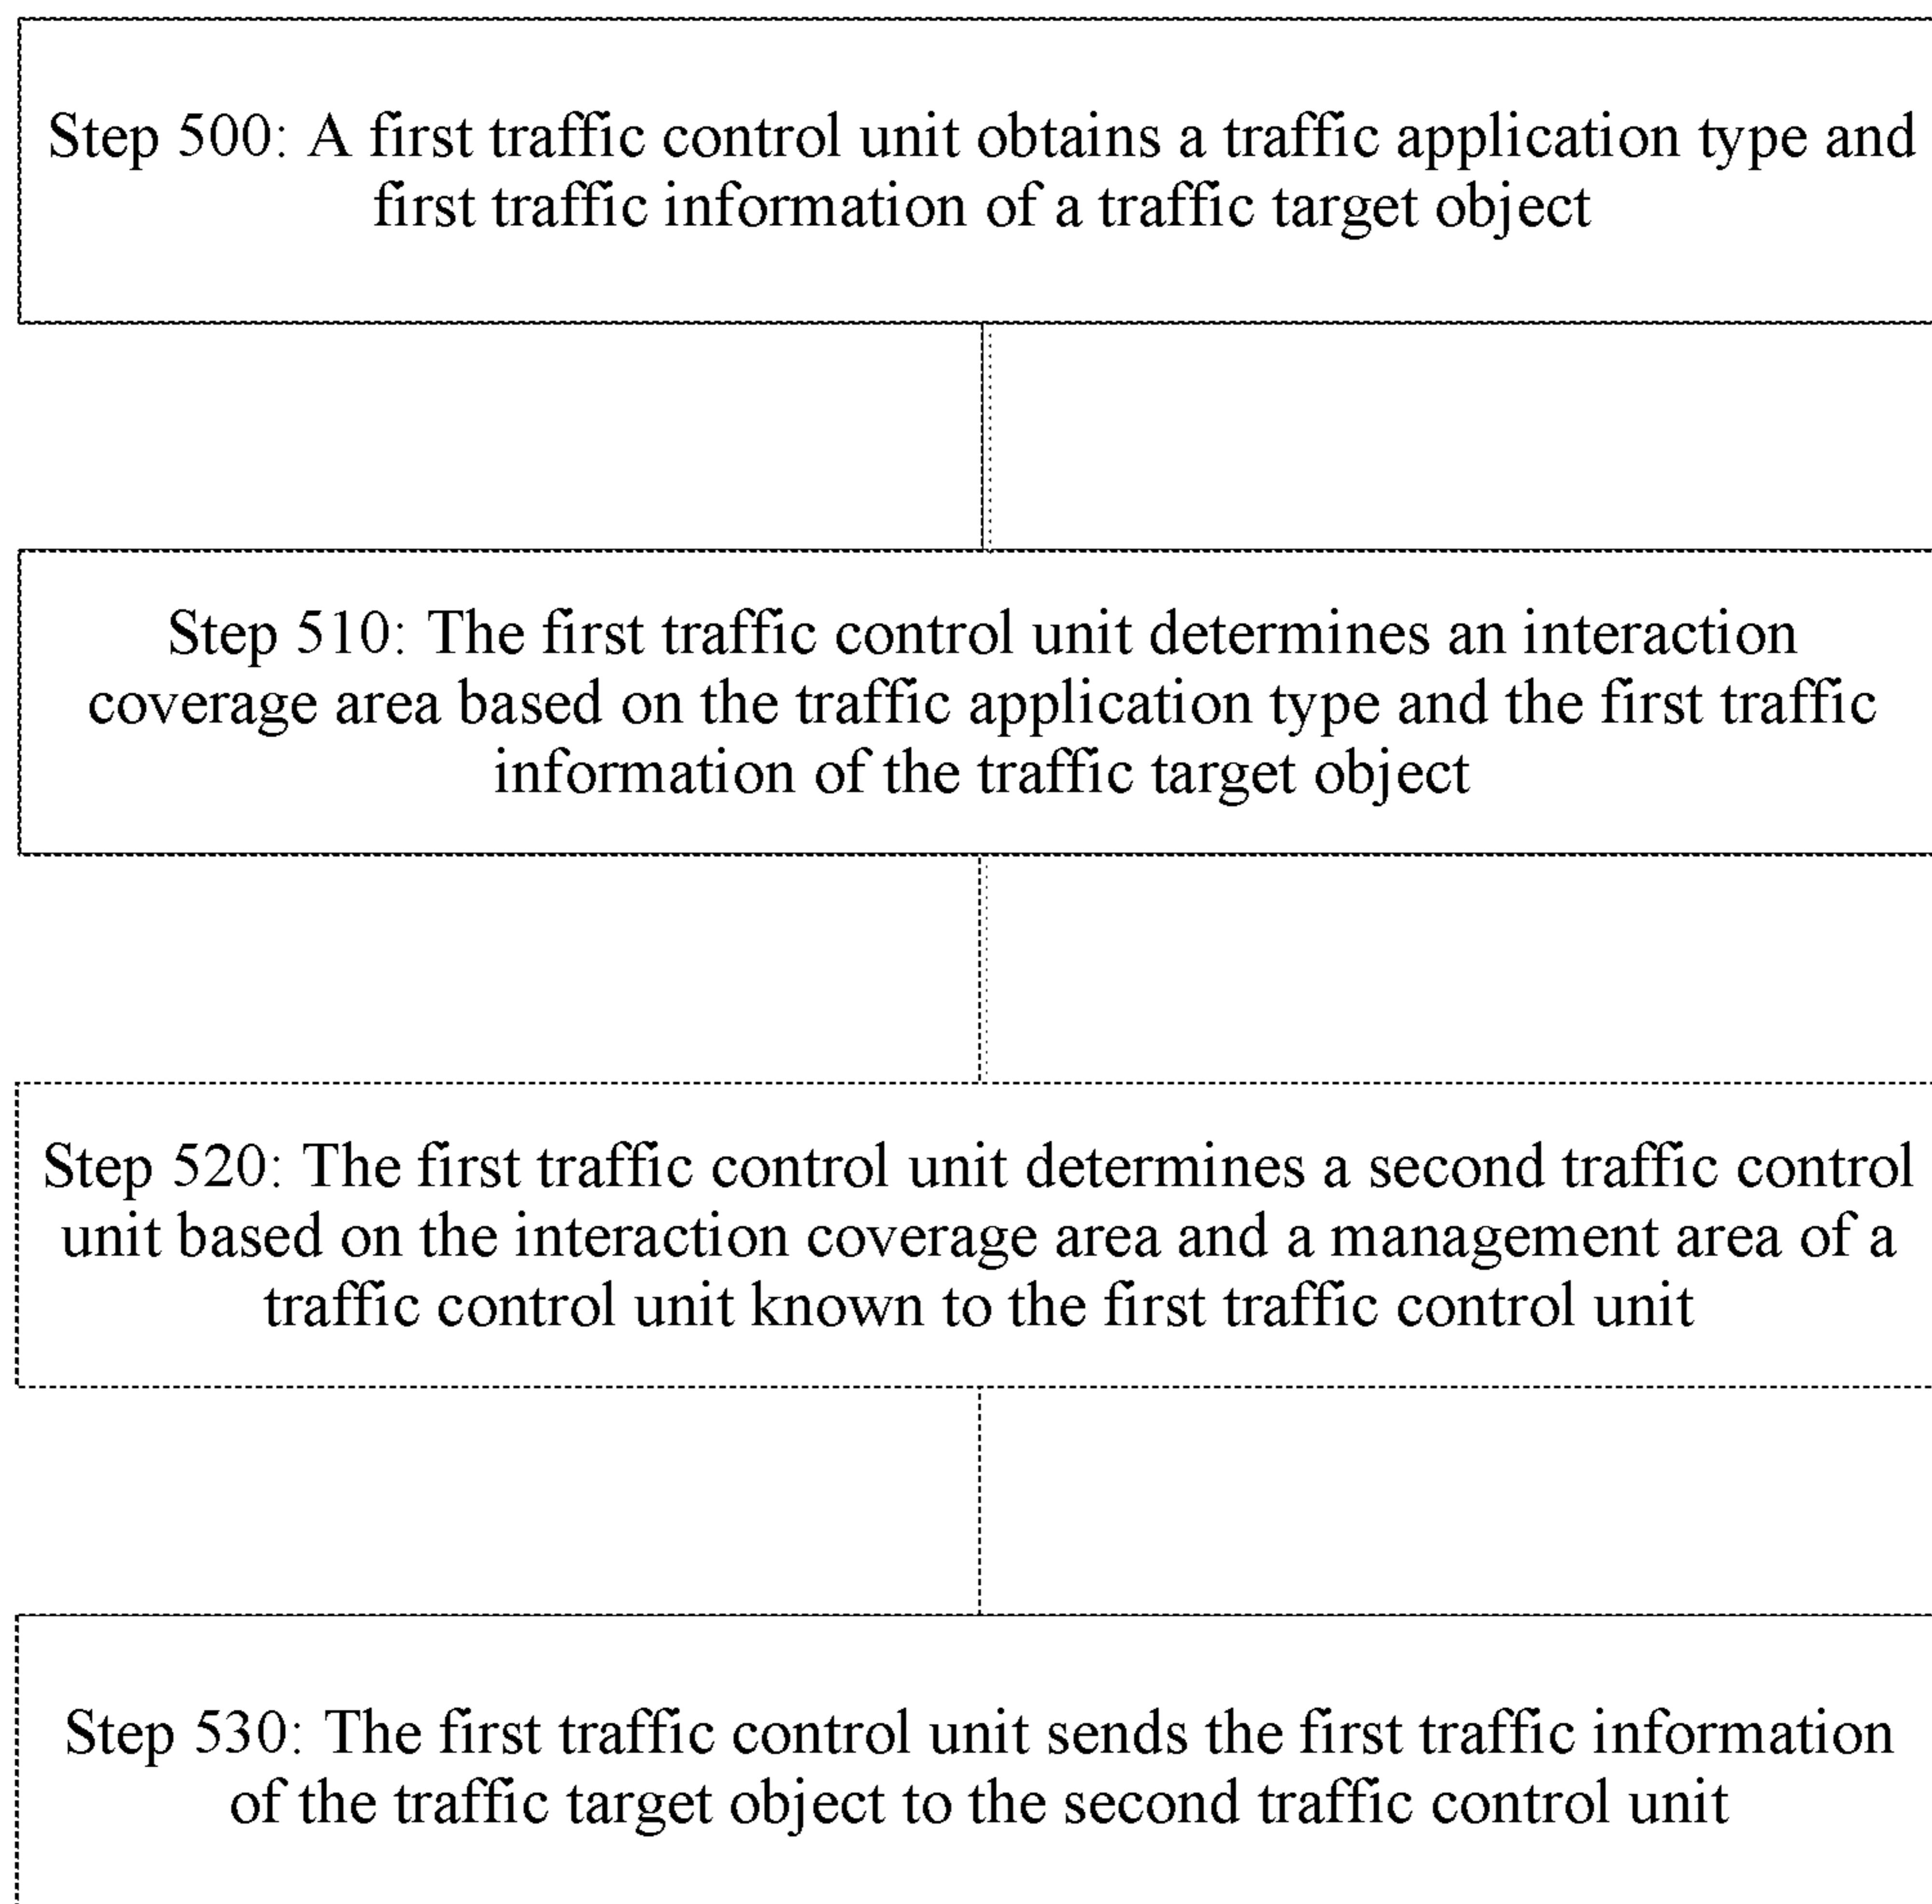 Step 500: A first traffic control unit obtains a traffic application type and
first traffic information of a traffic target object
Step 510: The first traffic control unit determines an interaction
coverage area based on the traffic application type and the first traffic
information of the traffic target object
Step 520: The first traffic control unit determines a second traffic control
unit based on the interaction coverage area and a management area of a
traffic control unit known to the first traffic control unit
Step 530: The first traffic control unit sends the first traffic information
of the traffic target object to the second traffic control unit